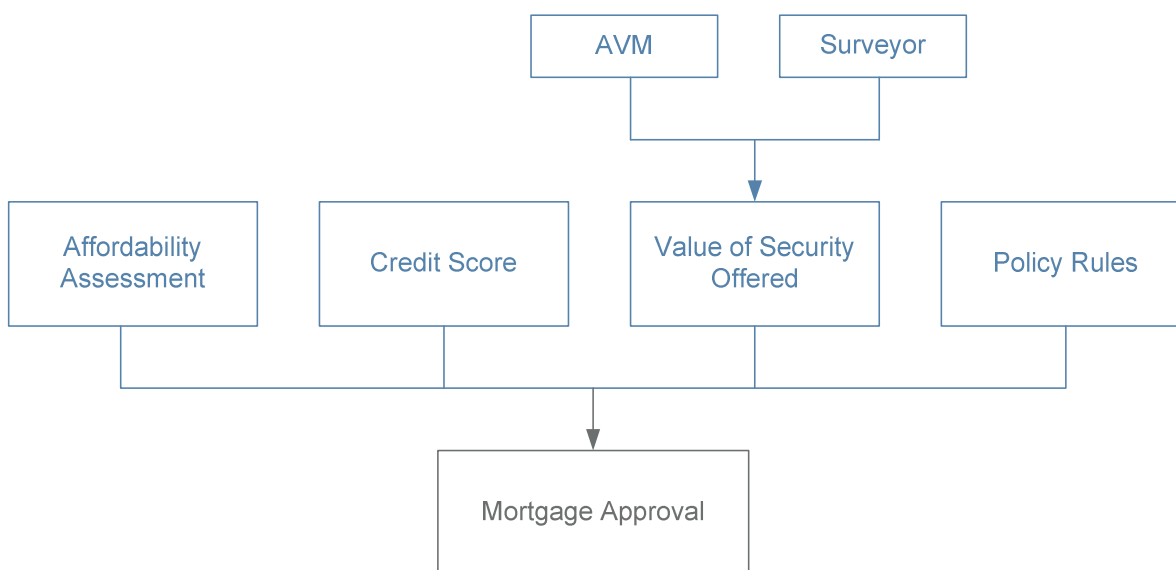 AVM
Surveyor
Affordability
Assessment
Credit Score
Value of Security
Offered
Policy Rules
Mortgage Approval